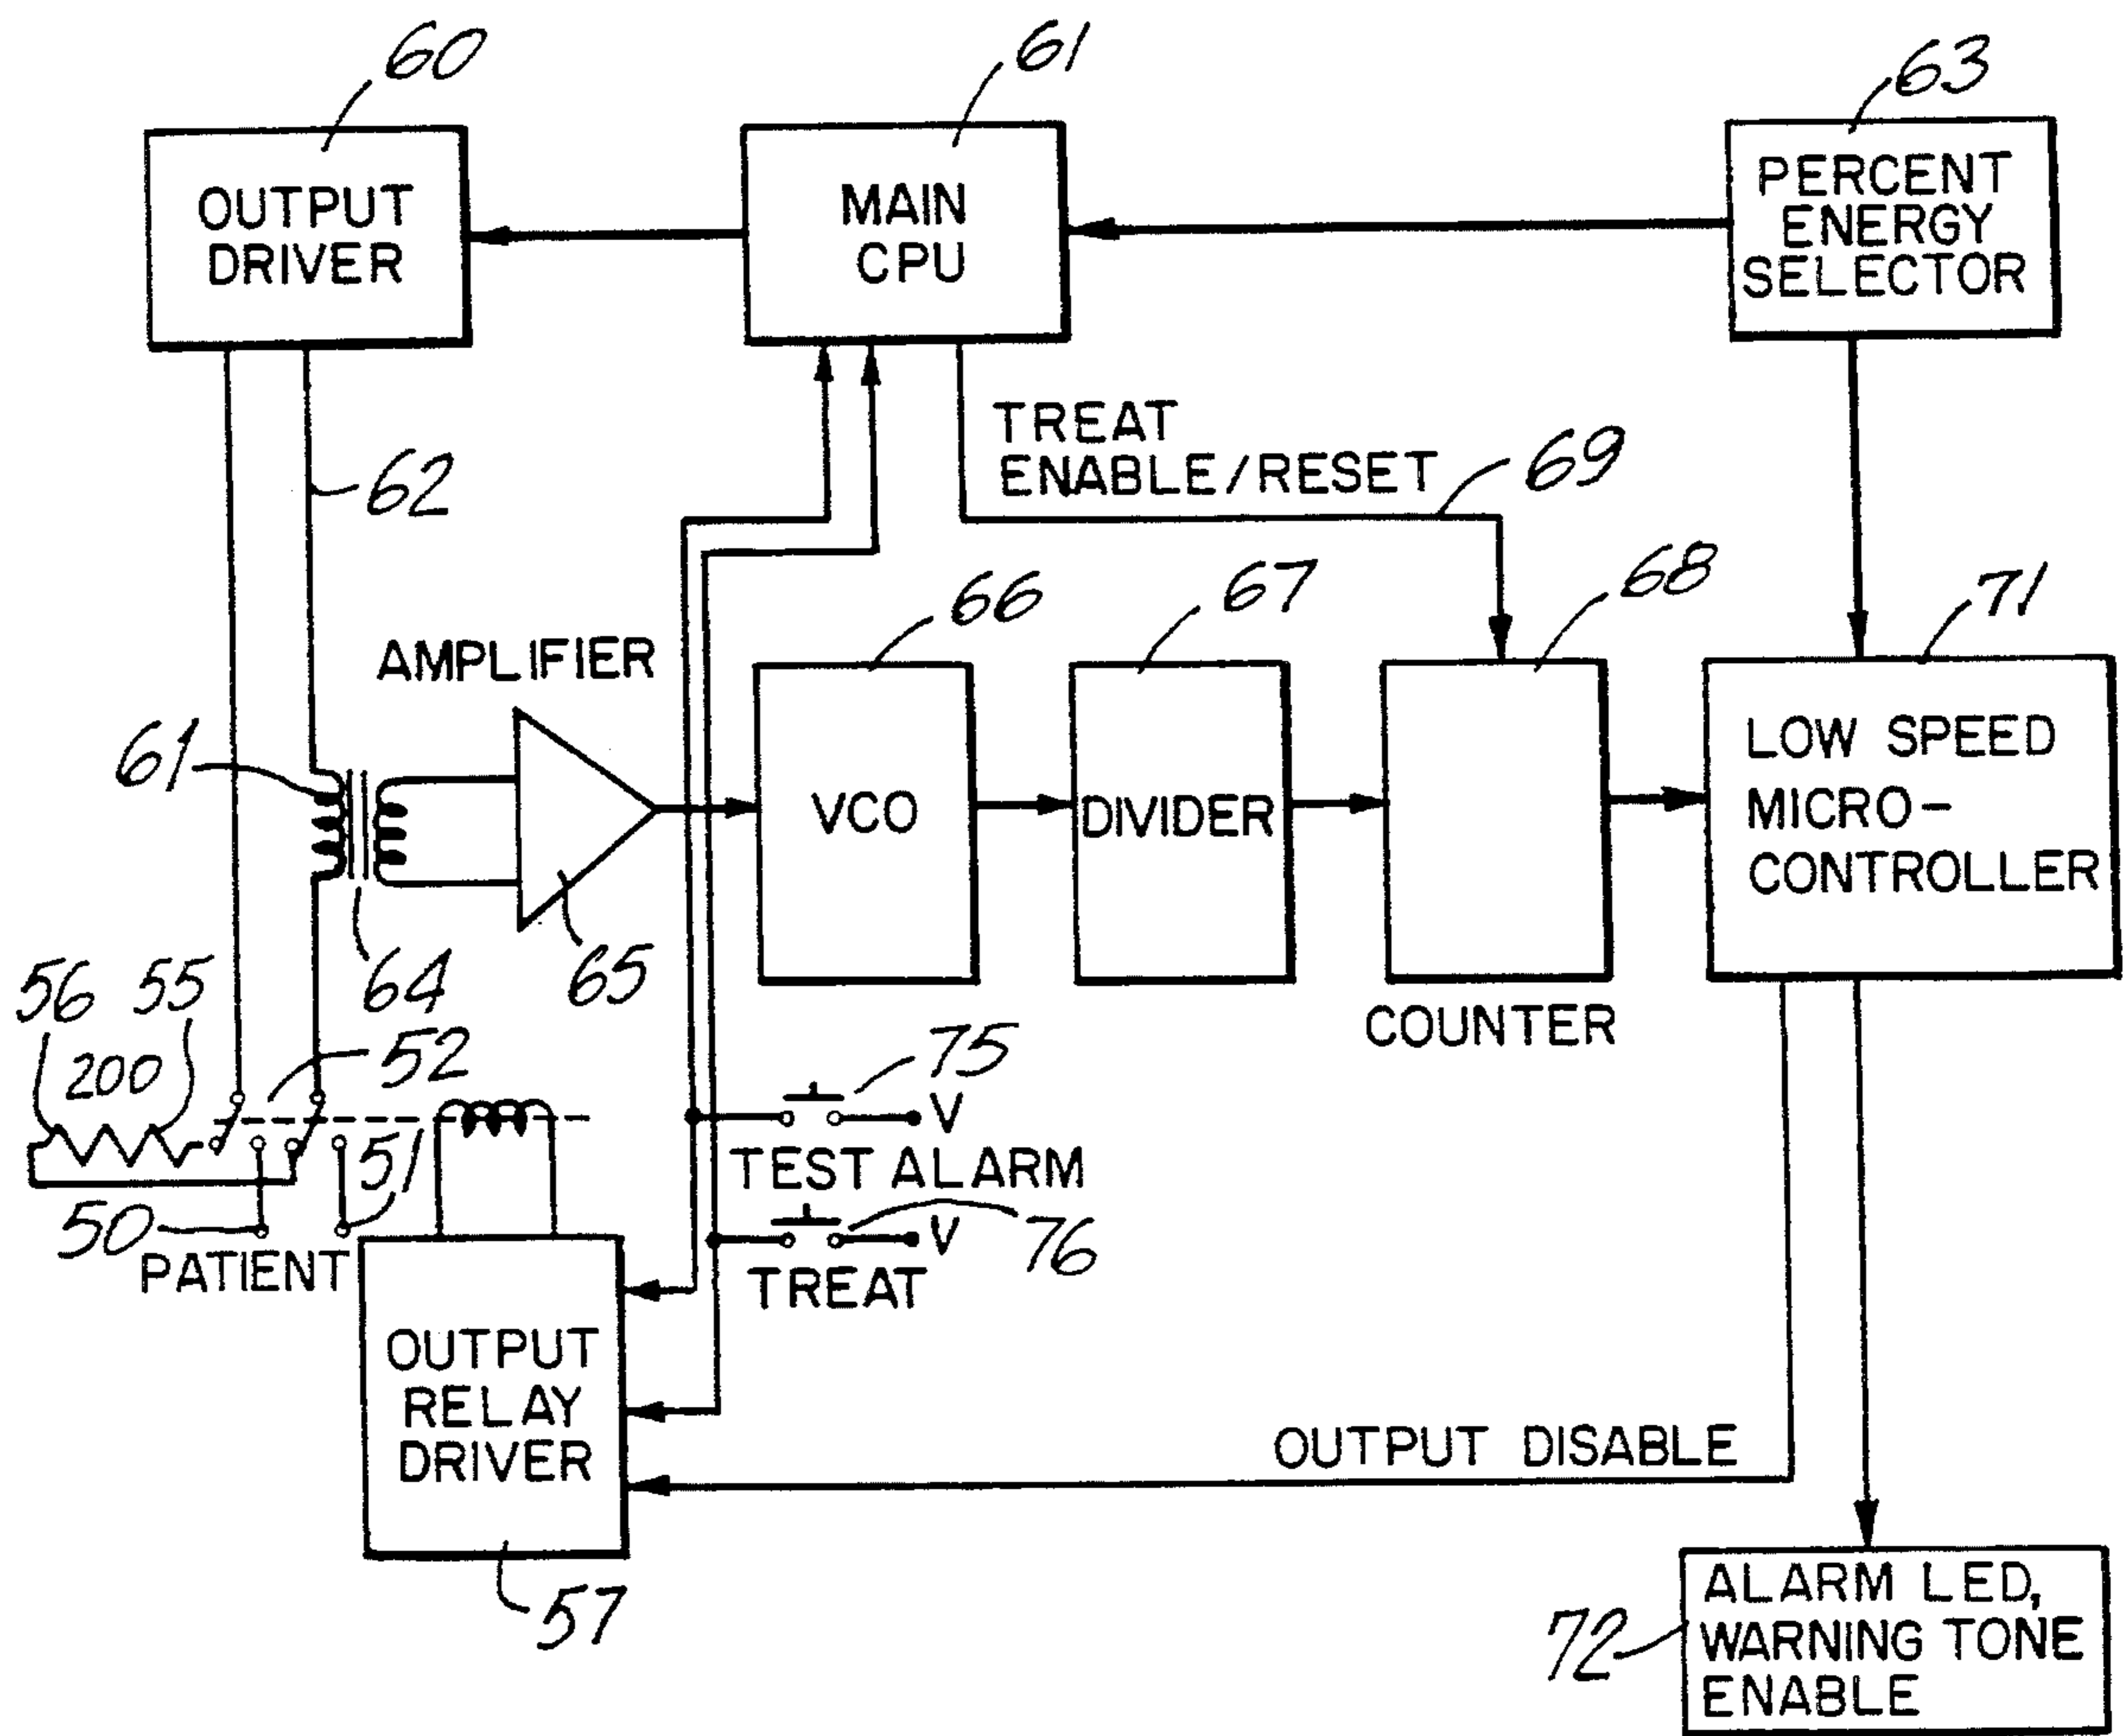 60
61
63
OUTPUT
DRIVER
MAIN
CPU
PERCENT
ENERGY
SELECTOR
62
TREAT
ENABLE/RESET
69
66
67
68
71
AMPLIFIER
61
VCO
DIVIDER
LOW SPEED
MICRO-
CONTROLLER
64
65
COUNTER
56
200
55
52
75
V
TEST ALARM
51
50
PATIENT
V
76
TREAT
OUTPUT
RELAY
DRIVER
OUTPUT DISABLE
57
72
ALARM LED,
WARNING TONE
ENABLE